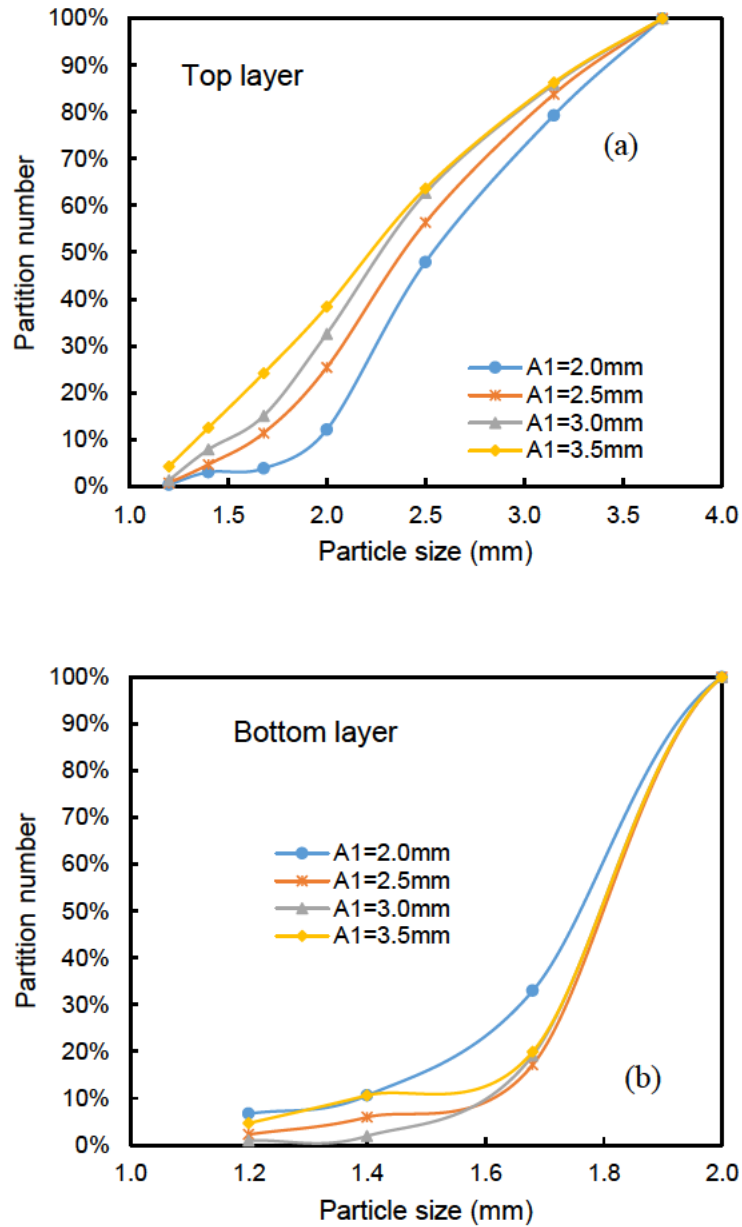 100%
90%
80%
70%
60%
50%
40%
30%
20%
10%
0%
Partition number
Top layer
(a)
A1=2.0mm
A1=2.5mm
A1=3.0mm
A1=3.5mm
1.0 1.5 2.0 2.5 3.0 3.5 4.0
Particle size (mm)
100%
90%
80%
70%
60%
50%
40%
30%
20%
10%
0%
Partition number
Bottom layer
A1=2.0mm
A1=2.5mm
A1=3.0mm
A1=3.5mm
(b)
1.0 1.2 1.4 1.6 1.8 2.0
Particle size (mm)